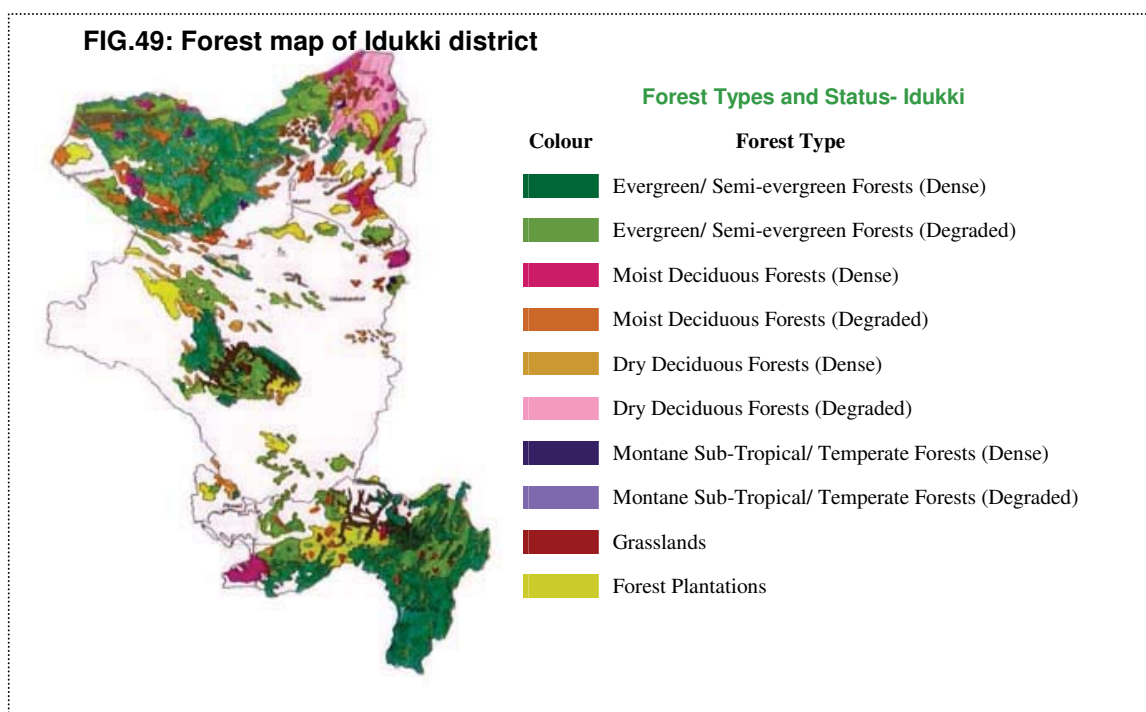 FIG.49: Forest map of Idukki district
Forest Types and Status- Idukki
Colour Forest Type
Evergreen/ Semi-evergreen Forests (Dense)
Evergreen/ Semi-evergreen Forests (Degraded)
Moist Deciduous Forests (Dense)
Moist Deciduous Forests (Degraded)
Dry Deciduous Forests (Dense)
Dry Deciduous Forests (Degraded)
Montane Sub-Tropical/ Temperate Forests (Dense)
Montane Sub-Tropical/ Temperate Forests (Degraded)
Grasslands
Forest Plantations